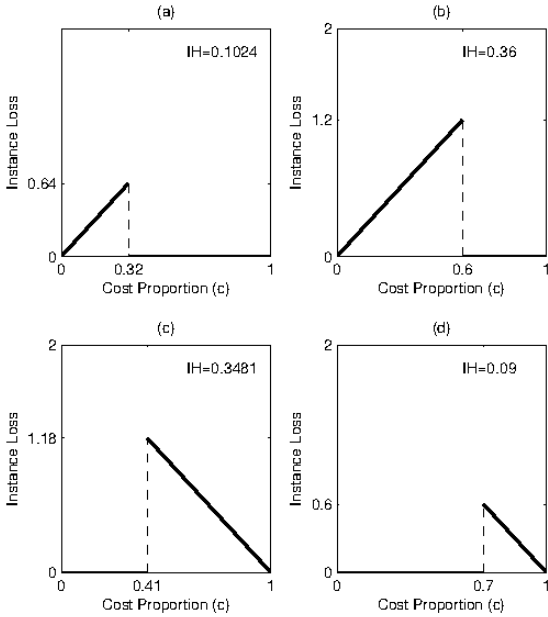 (a)
IH=0.1024
Instance Loss
0.64
0
0
0.32
1
Cost Proportion (c)
(b)
2
IH=0.36
Instance Loss
1.2
0
0
0.6
1
Cost Proportion (c)
(c)
2
IH=0.3481
Instance Loss
1.18
0
0
0.41
1
Cost Proportion (c)
(d)
2
IH=0.09
Instance Loss
0.6
0
0
0.7
1
Cost Proportion (c)